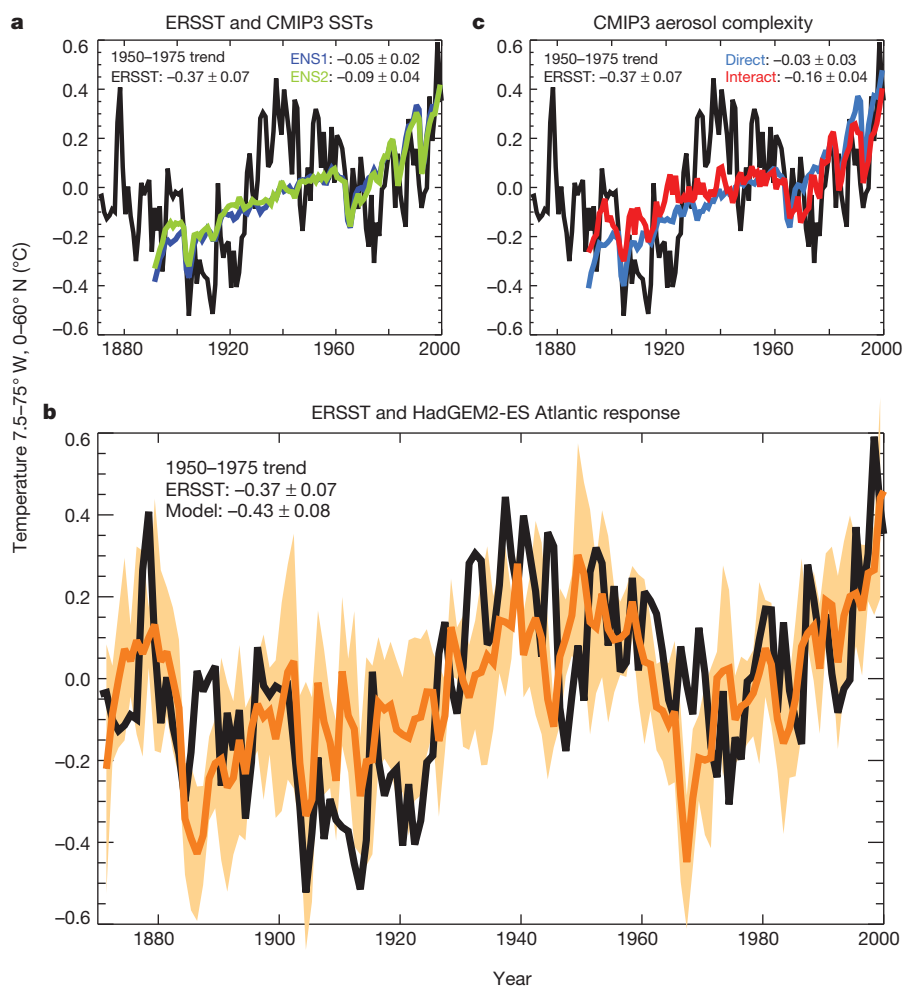 a
ERSST and CMIP3 SSTs
0.6
0.4
0.2
0.0
−0.2
−0.4
−0.6
1950–1975 trend
ERSST: −0.37 ± 0.07
ENS1: −0.05 ± 0.02
ENS2: −0.09 ± 0.04
1880
1920
1960
2000
c
CMIP3 aerosol complexity
0.6
0.4
0.2
0.0
−0.2
−0.4
−0.6
1950–1975 trend
ERSST: −0.37 ± 0.07
Direct: −0.03 ± 0.03
Interact: −0.16 ± 0.04
1880
1920
1960
2000
Temperature 7.5–75° W, 0–60° N (°C)
b
ERSST and HadGEM2-ES Atlantic response
0.6
0.4
0.2
0.0
−0.2
−0.4
−0.6
1950–1975 trend
ERSST: −0.37 ± 0.07
Model: −0.43 ± 0.08
1880
1900
1920
1940
1960
1980
2000
Year